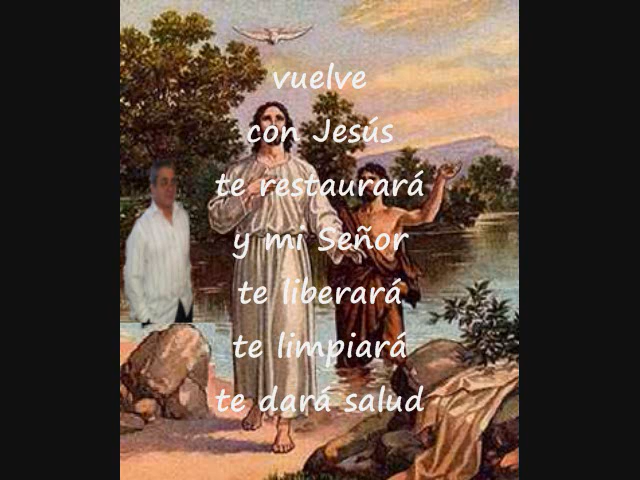 vuelve
con Jesús
te restaurará
y mi Señor
te liberará
te limpiará
te dará salud